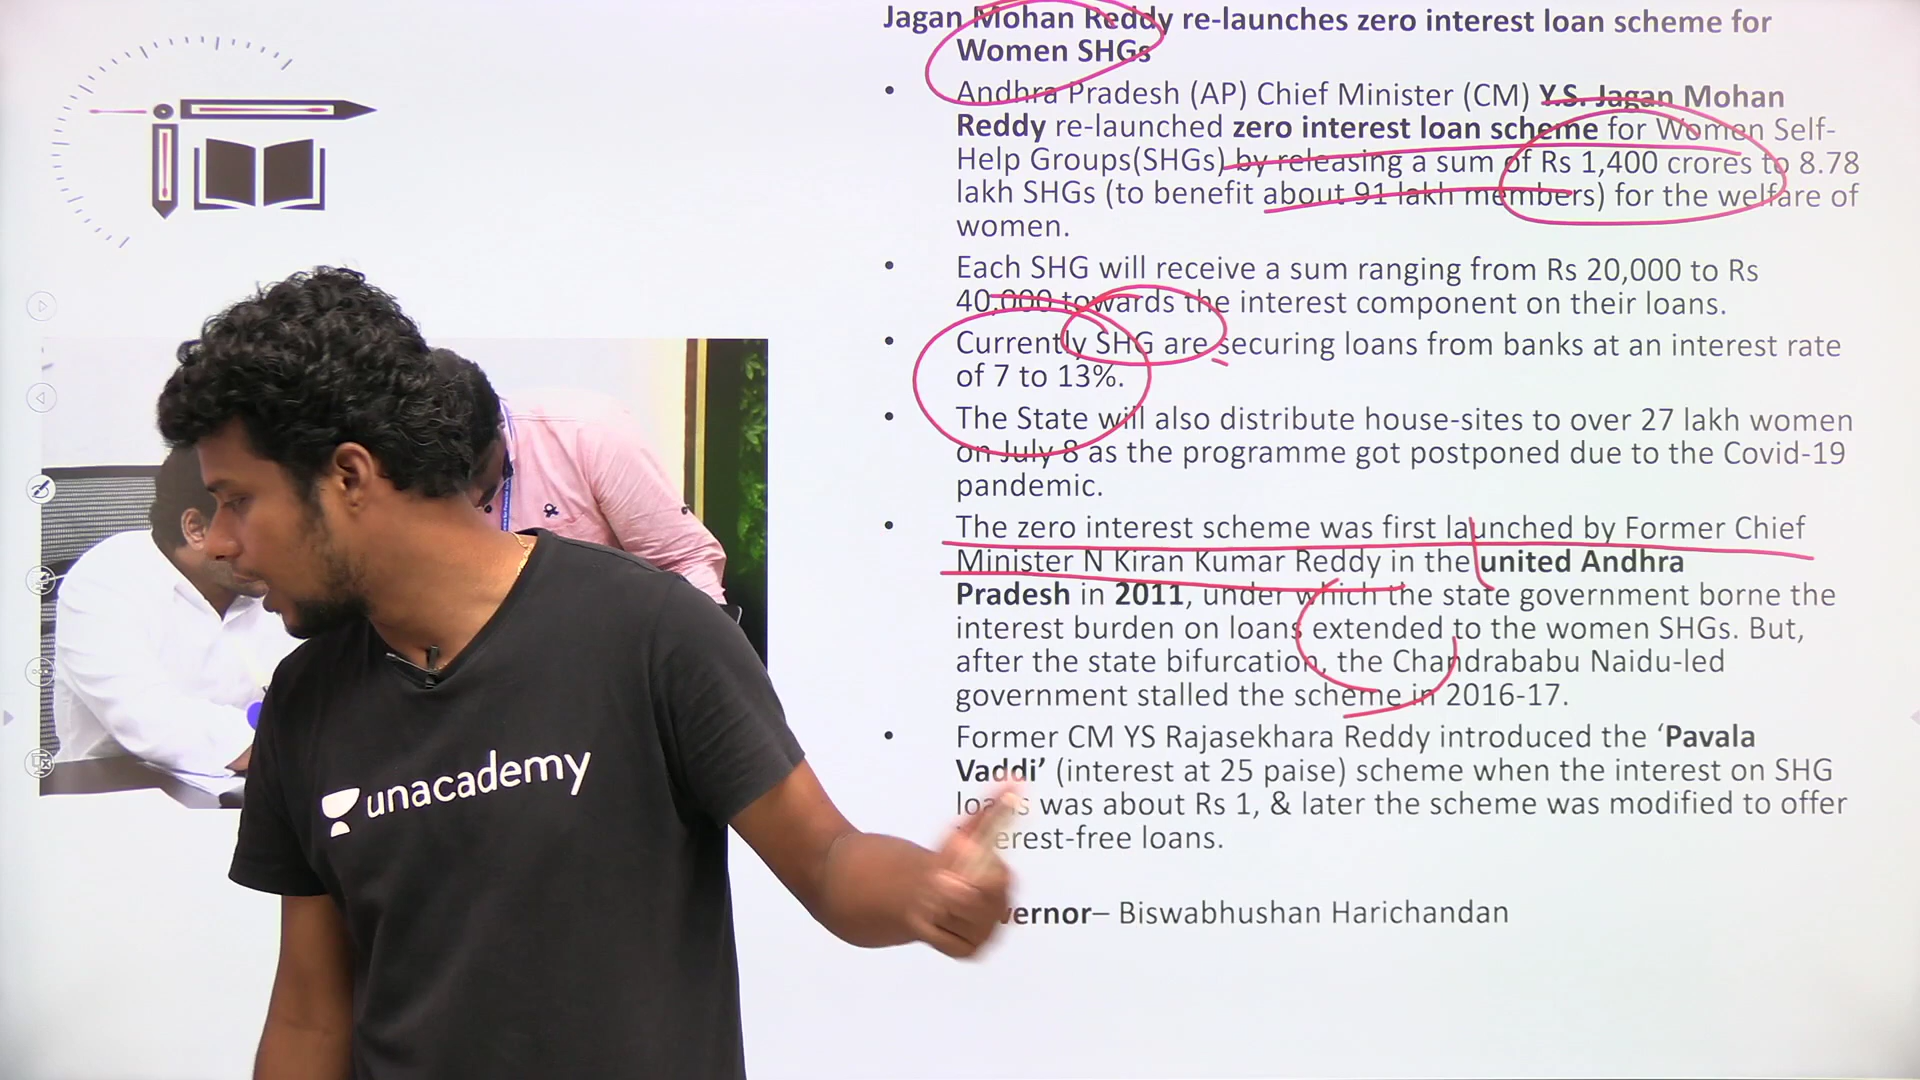 Jagan Mohan Reddy re-launches zero interest loan scheme for
Women SHGs
• Andhra Pradesh (AP) Chief Minister (CM) Y.S. Jagan Mohan
Reddy re-launched zero interest loan scheme for Women Self-
Help Groups(SHGs) by releasing a sum of Rs 1,400 crores to 8.78
lakh SHGs (to benefit about 91 lakh members) for the welfare of
women.
• Each SHG will receive a sum ranging from Rs 20,000 to Rs
40,000 towards the interest component on their loans.
• Currently SHG are securing loans from banks at an interest rate
of 7 to 13%.
• The State will also distribute house-sites to over 27 lakh women
on July 8 as the programme got postponed due to the Covid-19
pandemic.
• The zero interest scheme was first launched by Former Chief
Minister N Kiran Kumar Reddy in the united Andhra
Pradesh in 2011, under which the state government borne the
interest burden on loans extended to the women SHGs. But,
after the state bifurcation, the Chandrababu Naidu-led
government stalled the scheme in 2016-17.
• Former CM YS Rajasekhara Reddy introduced the ‘Pavala
Vaddi’ (interest at 25 paise) scheme when the interest on SHG
loans was about Rs 1, & later the scheme was modified to offer
erest-free loans.
vernor– Biswabhushan Harichandan
unacademy